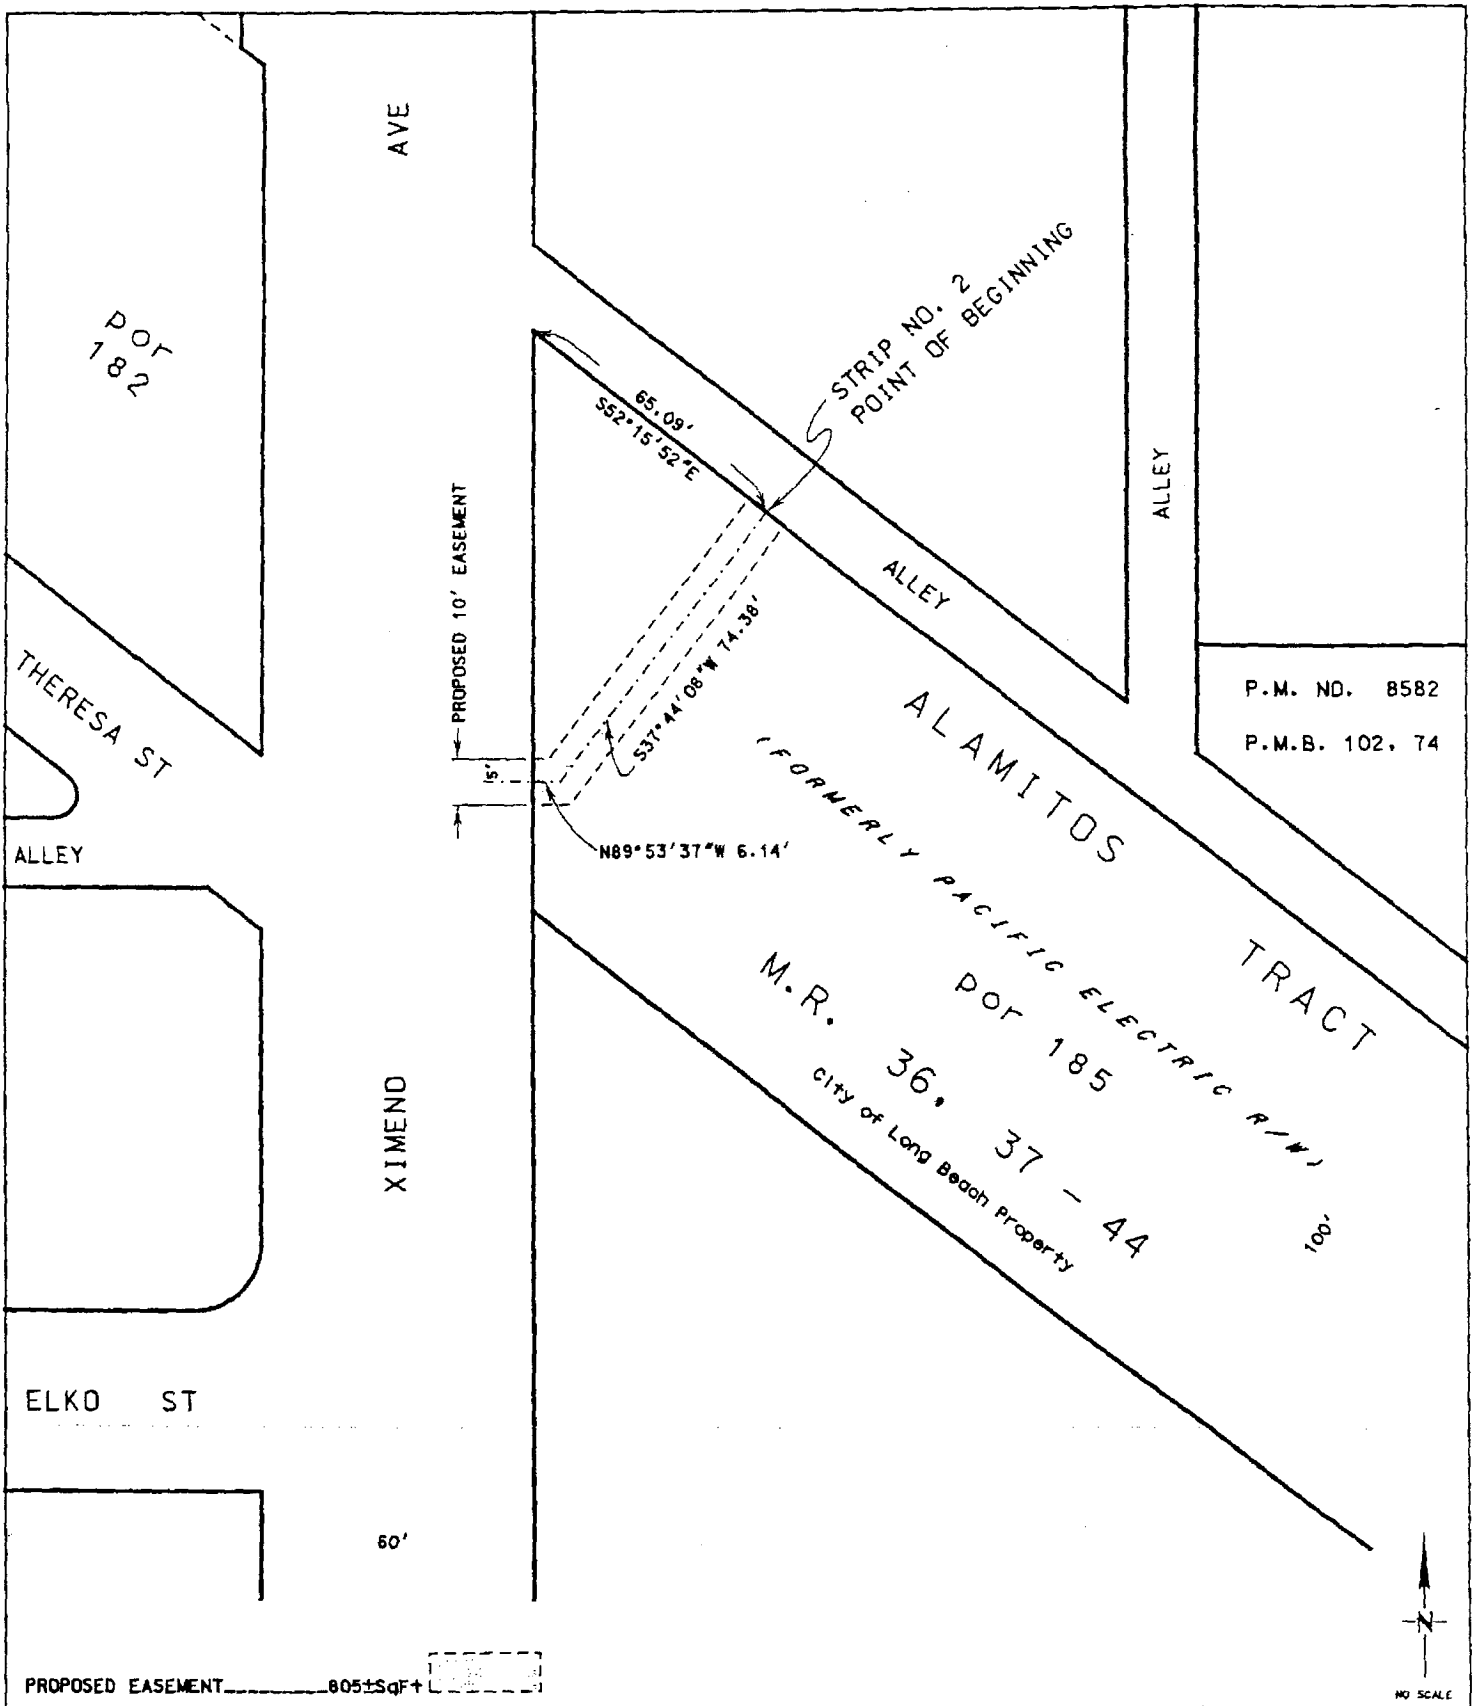 AVE
por
182
STRIP NO. 2
POINT OF BEGINNING
65.09'
S52°15'52"E
ALLEY
PROPOSED 10' EASEMENT
ALLEY
S37°44'08"W 74.38'
THERESA ST
P.M. NO. 8582
P.M.B. 102, 74
5'
N89°53'37"W 6.14'
ALLEY
ALAMITOS TRACT
(FORMERLY PACIFIC ELECTRIC R/W)
por 185
M.R. 36, 37 - 44
City of Long Beach Property
100'
XIMENO
ELKO ST
60'
PROPOSED EASEMENT 805±SqFt
N
NO SCALE